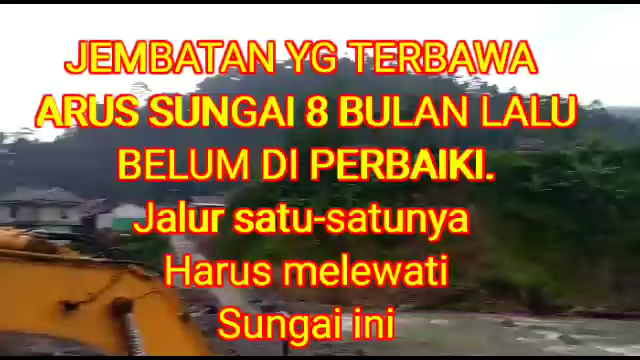 JEMBATAN YG TERBAWA
ARUS SUNGAI 8 BULAN LALU
BELUM DI PERBAIKI.
Jalur satu-satunya
Harus melewati
Sungai ini